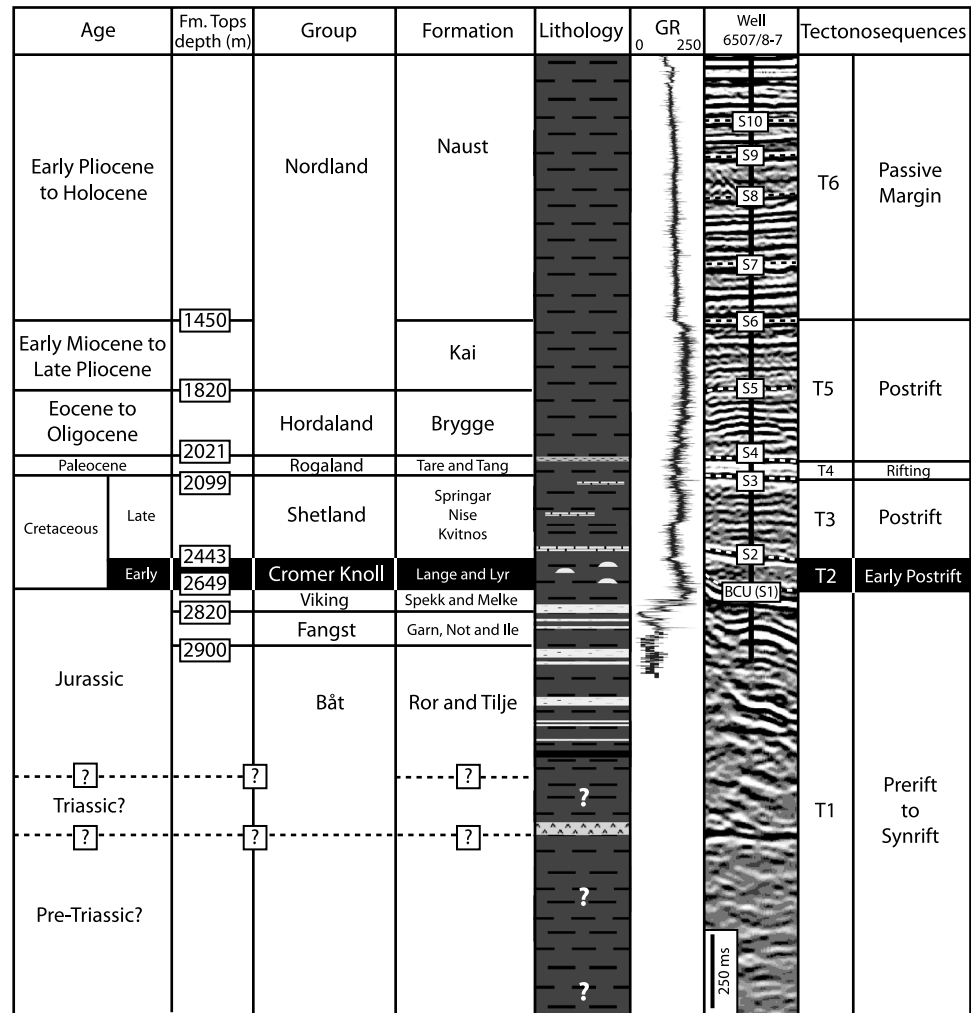 Age
Fm. Tops
depth (m)
Group
Formation
Lithology
GR
0 250
Well
6507/8-7
Tectonosequences
Early Pliocene
to Holocene
Nordland
Naust
S10
S9
S8
S7
T6
Passive
Margin
1450
S6
Early Miocene to
Late Pliocene
Kai
1820
S5
T5
Postrift
Eocene to
Oligocene
Hordaland
Brygge
2021
S4
Paleocene
Rogaland
Tare and Tang
T4
Rifting
2099
S3
Cretaceous
Late
Shetland
Springar
Nise
Kvitnos
T3
Postrift
2443
S2
Early
Cromer Knoll
Lange and Lyr
T2
Early Postrift
2649
BCU (S1)
Viking
Spekk and Melke
2820
Fangst
Garn, Not and Ile
2900
Jurassic
Båt
Ror and Tilje
? ? ?
Triassic?
?
T1
Prerift
to
Synrift
? ? ?
?
Pre-Triassic?
250 ms
?